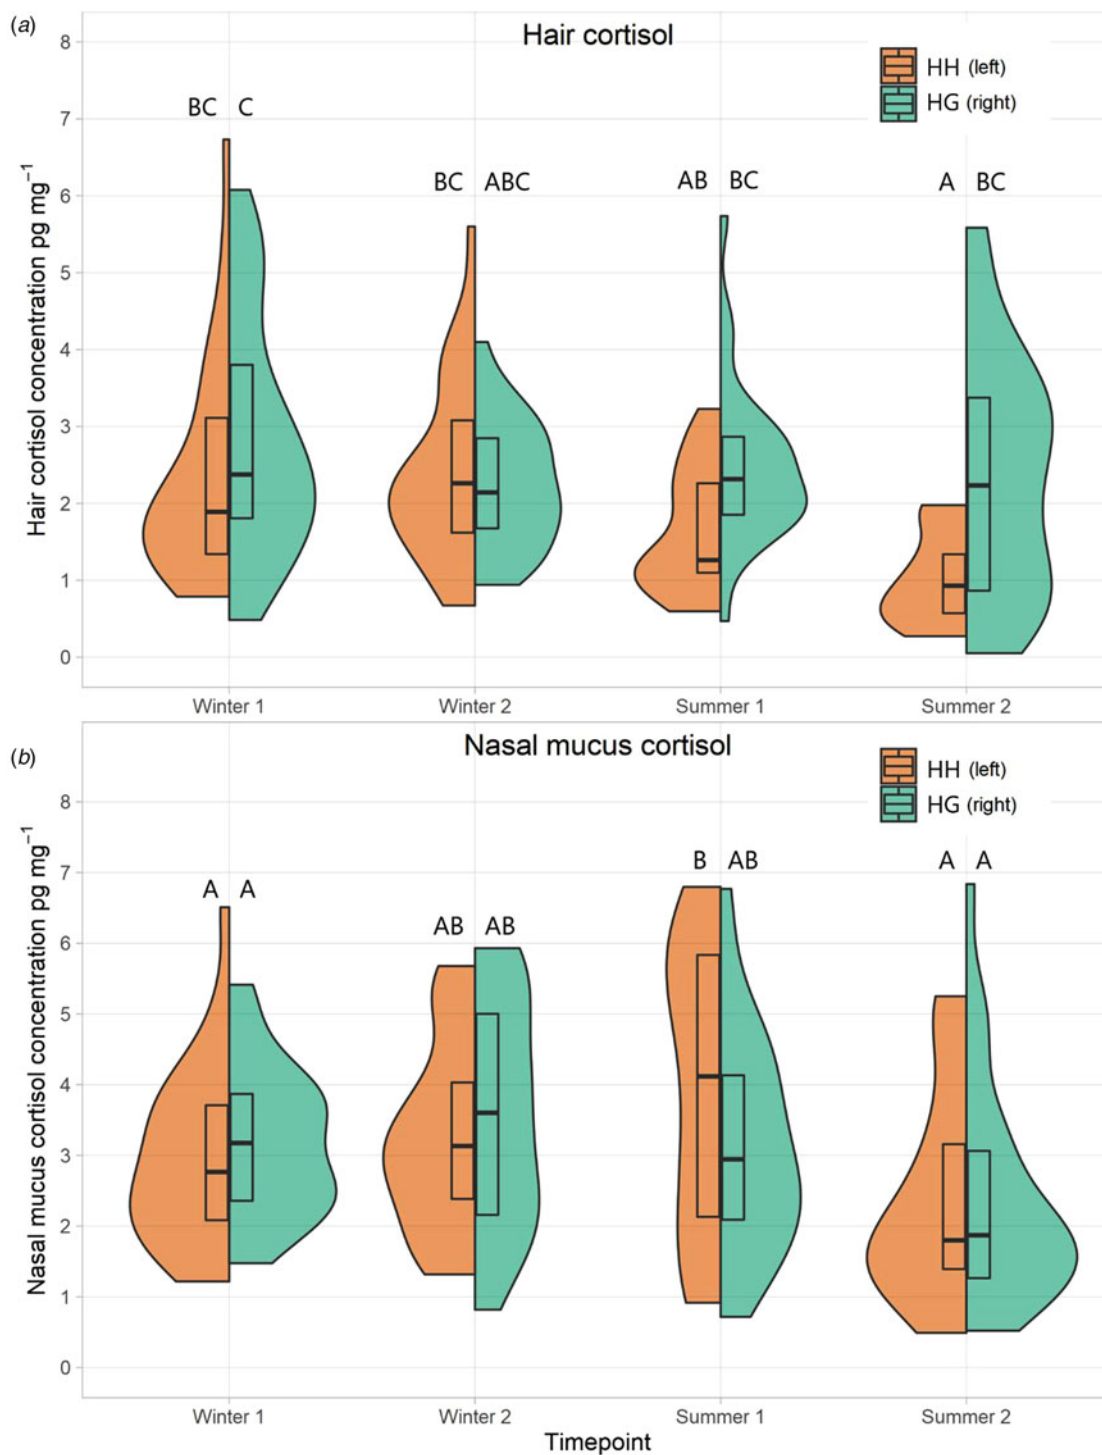 (a)
Hair cortisol
HH (left)
HG (right)
BC C
BC ABC
AB BC
A BC
Hair cortisol concentration pg mg⁻¹
8
7
6
5
4
3
2
1
0
Winter 1 Winter 2 Summer 1 Summer 2
(b)
Nasal mucus cortisol
HH (left)
HG (right)
A A
AB AB
B AB
A A
Nasal mucus cortisol concentration pg mg⁻¹
8
7
6
5
4
3
2
1
0
Winter 1 Winter 2 Summer 1 Summer 2
Timepoint